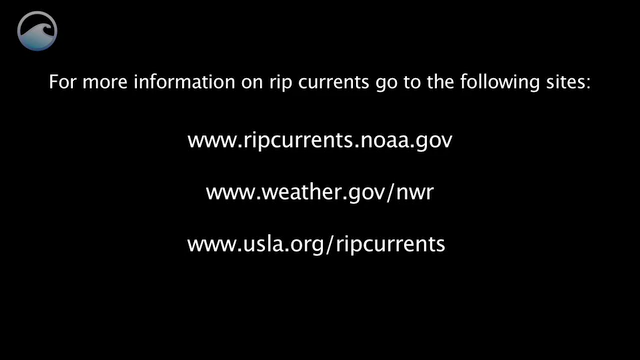 For more information on rip currents go to the following sites:
www.ripcurrents.noaa.gov
www.weather.gov/nwr
www.usla.org/ripcurrents